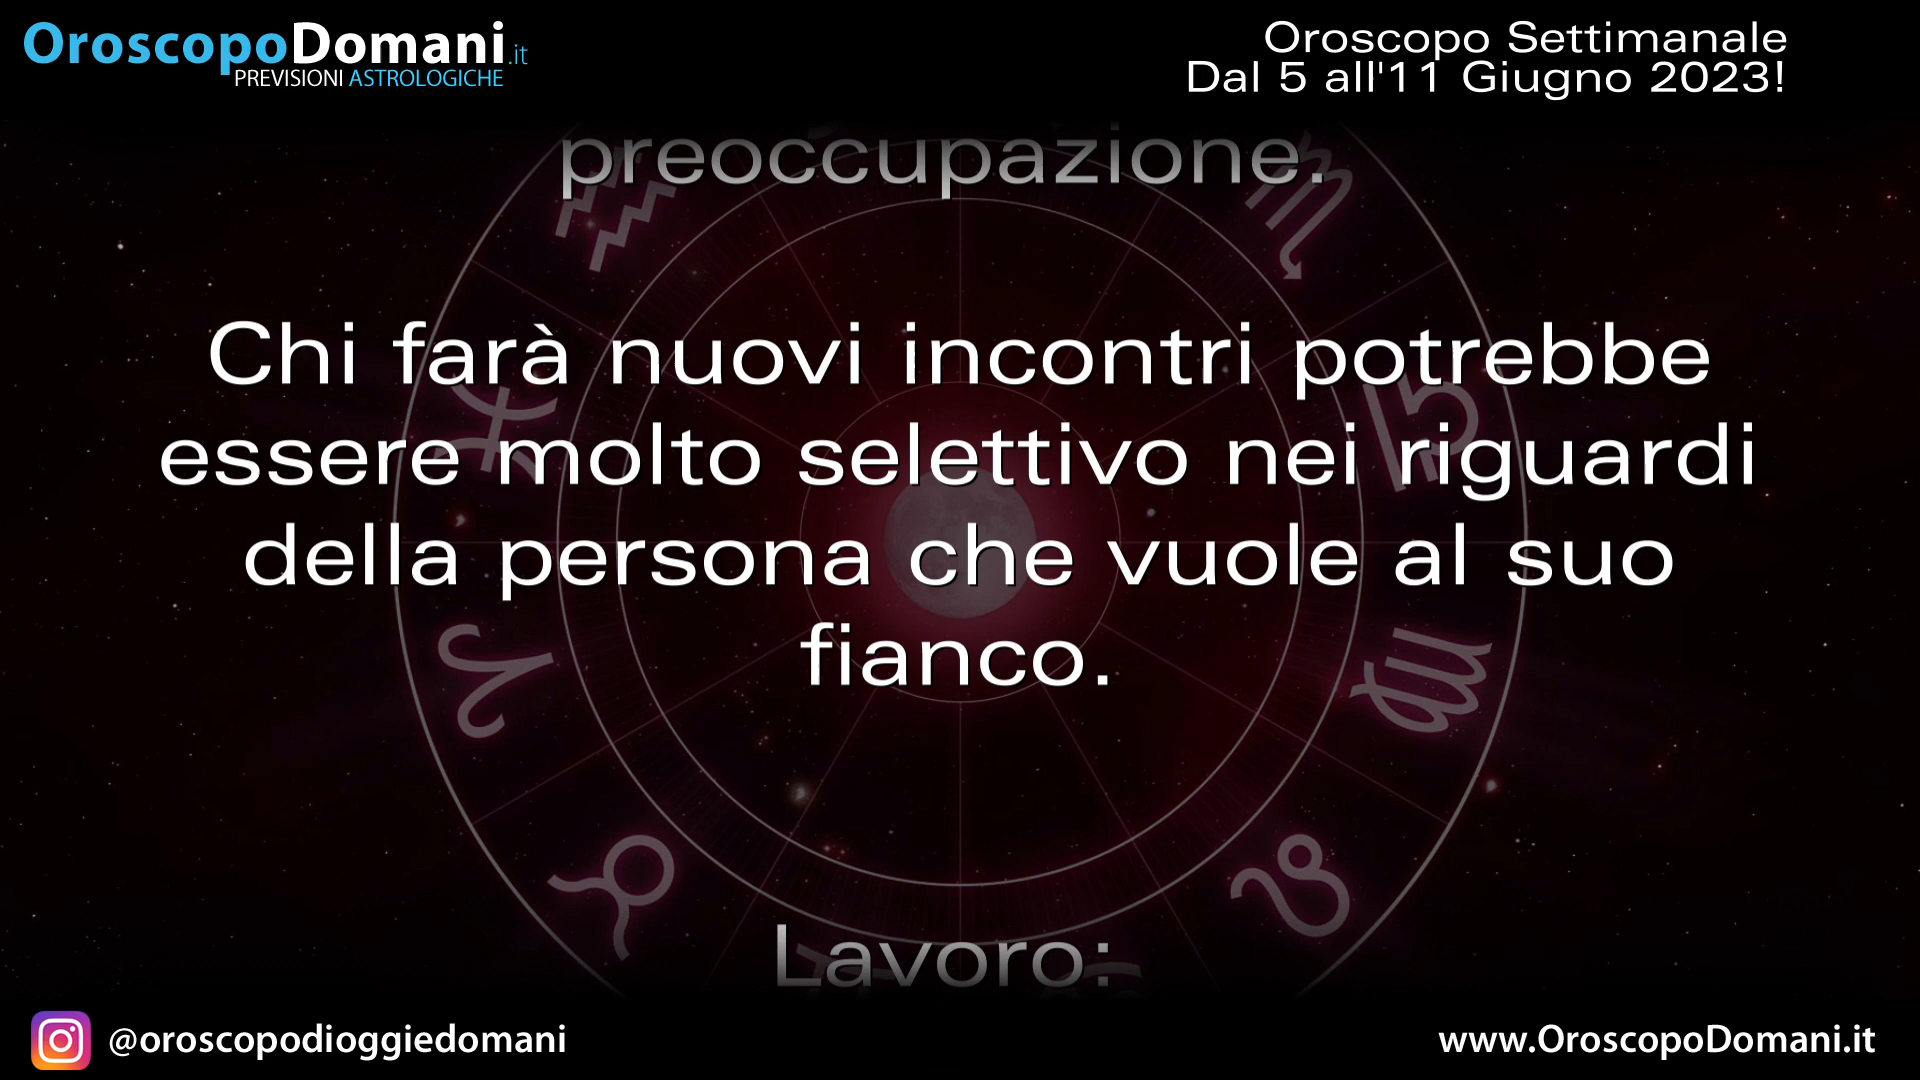 OroscopoDomani.it
PREVISIONI ASTROLOGICHE
Oroscopo Settimanale
Dal 5 all'11 Giugno 2023!
preoccupazione.
Chi farà nuovi incontri potrebbe
essere molto selettivo nei riguardi
della persona che vuole al suo
fianco.
Lavoro:
@oroscopodioggiedomani
www.OroscopoDomani.it